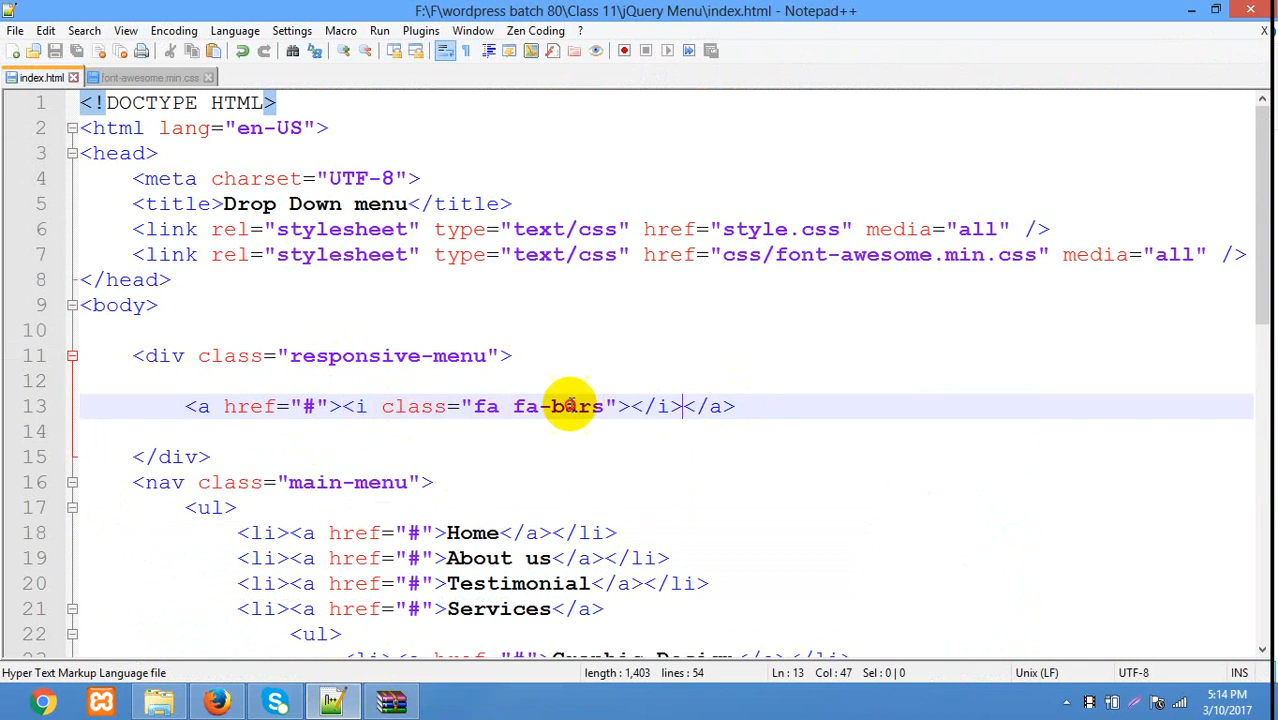 F:\F\wordpress batch 80\Class 11\jQuery Menu\index.html - Notepad++
File Edit Search View Encoding Language Settings Macro Run Plugins Window Zen Coding ? X
index.html font-awesome.min.css
1 <!DOCTYPE HTML>
2 <html lang="en-US">
3 <head>
4 <meta charset="UTF-8">
5 <title>Drop Down menu</title>
6 <link rel="stylesheet" type="text/css" href="style.css" media="all" />
7 <link rel="stylesheet" type="text/css" href="css/font-awesome.min.css" media="all" />
8 </head>
9 <body>
10
11 <div class="responsive-menu">
12
13 <a href="#"><i class="fa fa-bars"></i></a>
14
15 </div>
16 <nav class="main-menu">
17 <ul>
18 <li><a href="#">Home</a></li>
19 <li><a href="#">About us</a></li>
20 <li><a href="#">Testimonial</a></li>
21 <li><a href="#">Services</a>
22 <ul>
23 <li><a href="#">Graphic Design</a></li>
Hyper Text Markup Language file length : 1,403 lines : 54 Ln : 13 Col : 47 Sel : 0 | 0 Unix (LF) UTF-8 INS
5:14 PM
3/10/2017